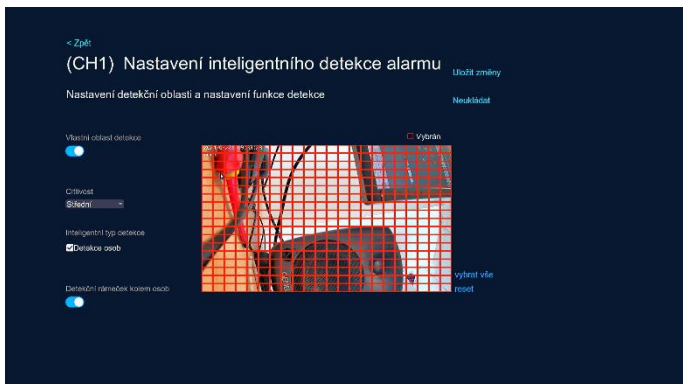 < Zpět
(CH1) Nastavení inteligentního detekce alarmu
Uložit změny
Nastavení detekční oblasti a nastavení funkce detekce
Neukládat
Vlastní oblast detekce
Vybrán
Citlivost
Střední
Inteligentní typ detekce
Detakce osob
vybrat vše
Detekční rámeček kolem osob
reset